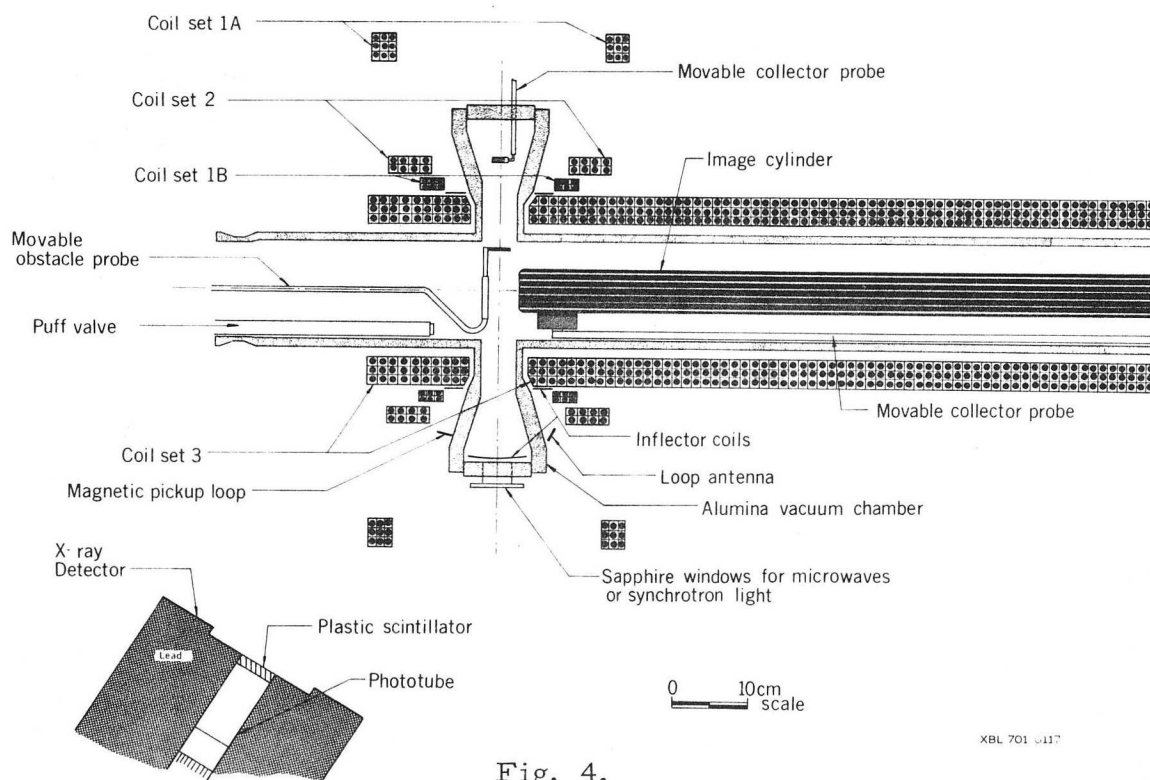 Coil set 1A
Movable collector probe
Coil set 2
Image cylinder
Coil set 1B
Movable
obstacle probe
Puff valve
Movable collector probe
Inflector coils
Coil set 3
Loop antenna
Magnetic pickup loop
Alumina vacuum chamber
X-ray
Detector
Sapphire windows for microwaves
or synchrotron light
Plastic scintillator
Lead
Phototube
0 10cm
scale
XBL 701
Fig. 4.